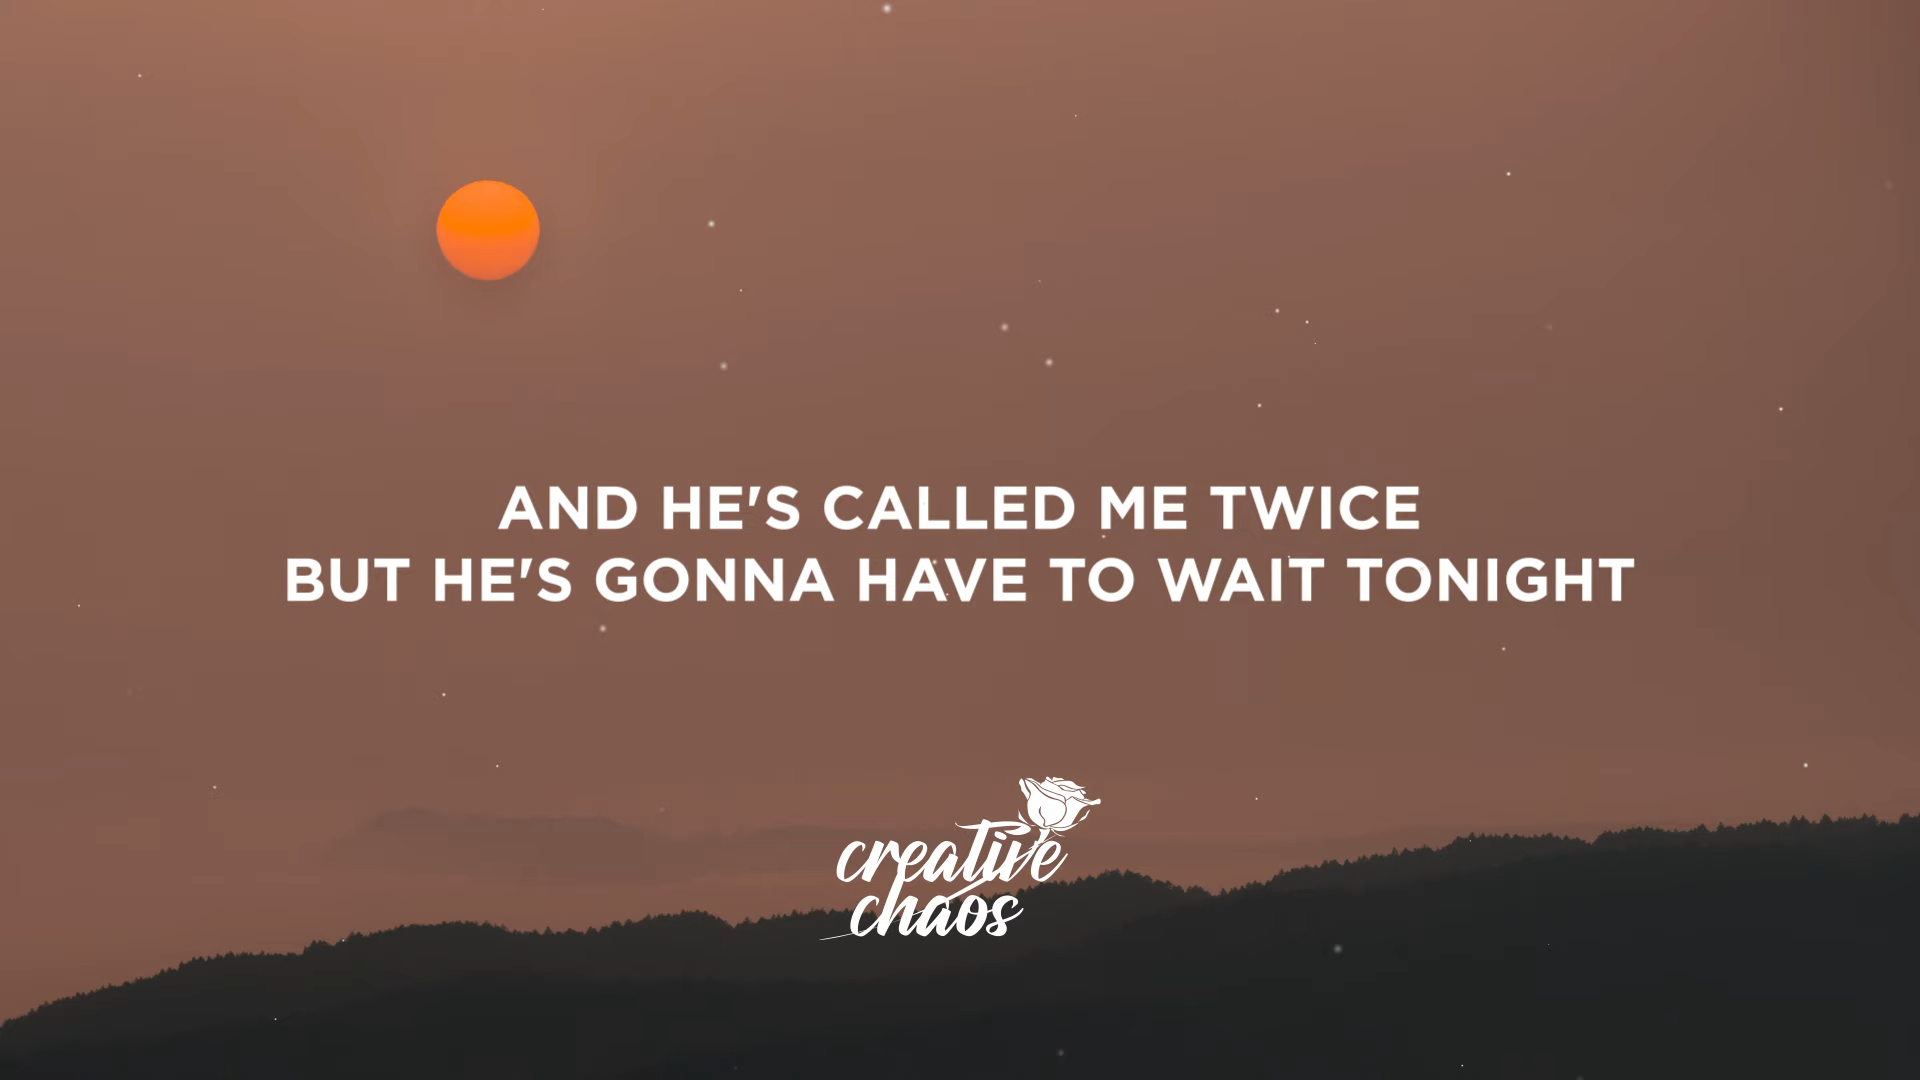 AND HE'S CALLED ME TWICE
BUT HE'S GONNA HAVE TO WAIT TONIGHT
creative
chaos